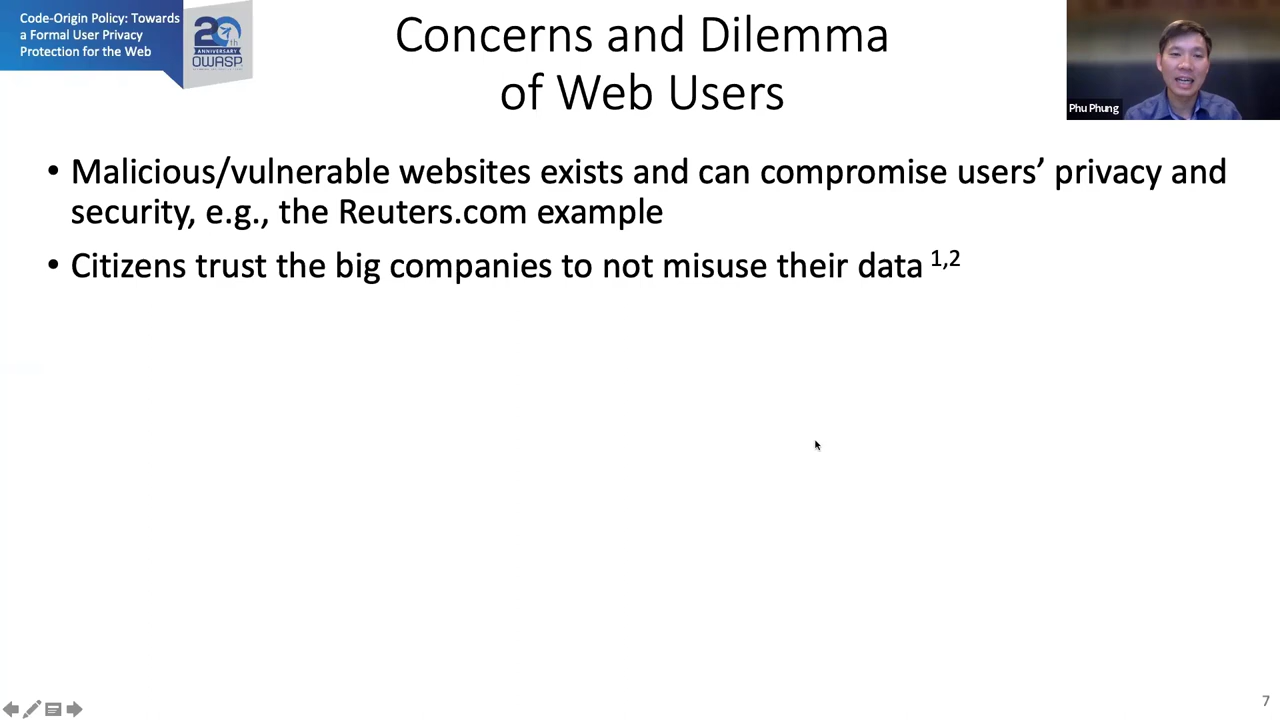 Code-Origin Policy: Towards
a Formal User Privacy
Protection for the Web
20th
ANNIVERSARY
OWASP
Concerns and Dilemma
of Web Users
Phu Phung
• Malicious/vulnerable websites exists and can compromise users’ privacy and
security, e.g., the Reuters.com example
• Citizens trust the big companies to not misuse their data 1,2
7